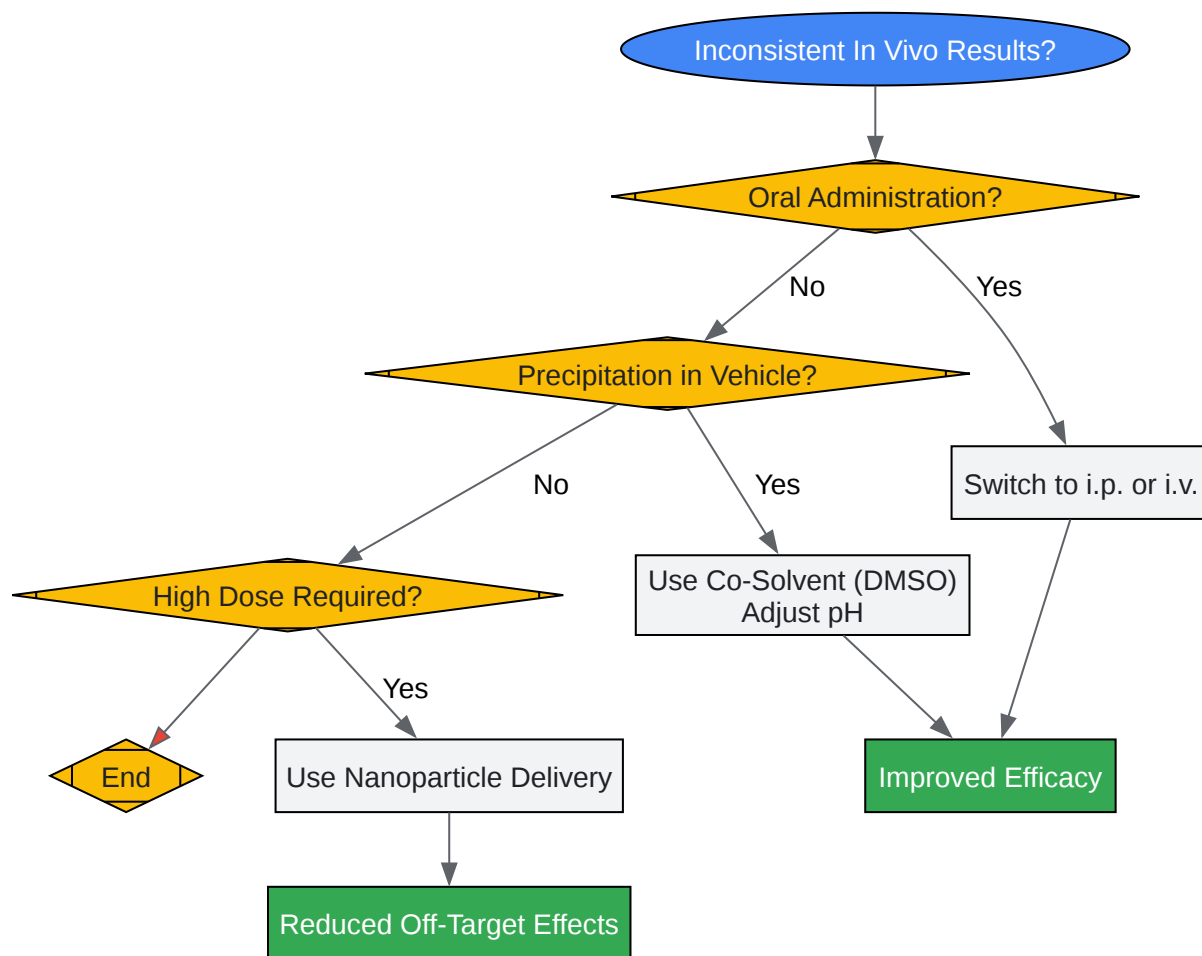 Inconsistent In Vivo Results?
Oral Administration?
No
Yes
Precipitation in Vehicle?
No
Yes
Switch to i.p. or i.v.
High Dose Required?
Use Co-Solvent (DMSO)
Adjust pH
Yes
End
Use Nanoparticle Delivery
Improved Efficacy
Reduced Off-Target Effects